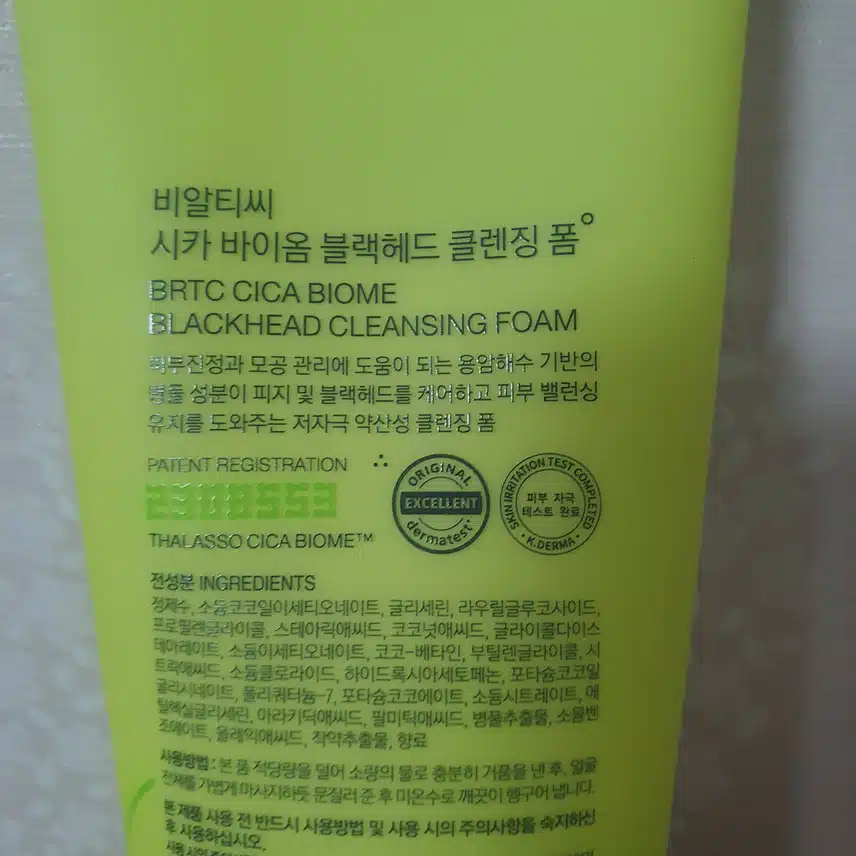 비알티씨
시카 바이옴 블랙헤드 클렌징 폼°
BRTC CICA BIOME
BLACKHEAD CLEANSING FOAM
피부진정과 모공 관리에 도움이 되는 용암해수 기반의
병풀 성분이 피지 및 블랙헤드를 케어하고 피부 밸런싱
유지를 도와주는 저자극 약산성 클렌징 폼
PATENT REGISTRATION
2308553
THALASSO CICA BIOME™
ORIGINAL
EXCELLENT
dermatest®
SKIN IRRITATION TEST COMPLETED
피부 자극
테스트 완료
• K.DERMA •
전성분 INGREDIENTS
정제수, 소듐코코일이세티오네이트, 글리세린, 라우릴글루코사이드,
프로필렌글라이콜, 스테아릭애씨드, 코코넛애씨드, 글라이콜다이스
테아레이트, 소듐이세티오네이트, 코코-베타인, 부틸렌글라이콜, 시
트릭애씨드, 소듐클로라이드, 하이드록시아세토페논, 포타슘코코일
글리시네이트, 폴리쿼터늄-7, 포타슘코코에이트, 소듐시트레이트, 에
틸헥실글리세린, 아라키딕애씨드, 팔미틱애씨드, 병풀추출물, 소듐벤
조에이트, 올레익애씨드, 작약추출물, 향료
사용방법 : 본 품 적당량을 덜어 소량의 물로 충분히 거품을 낸 후, 얼굴
전체를 가볍게 마사지하듯 문질러 준 후 미온수로 깨끗이 헹구어 냅니다.
본 제품 사용 전 반드시 사용방법 및 사용 시의 주의사항을 숙지하신
후 사용하십시오.